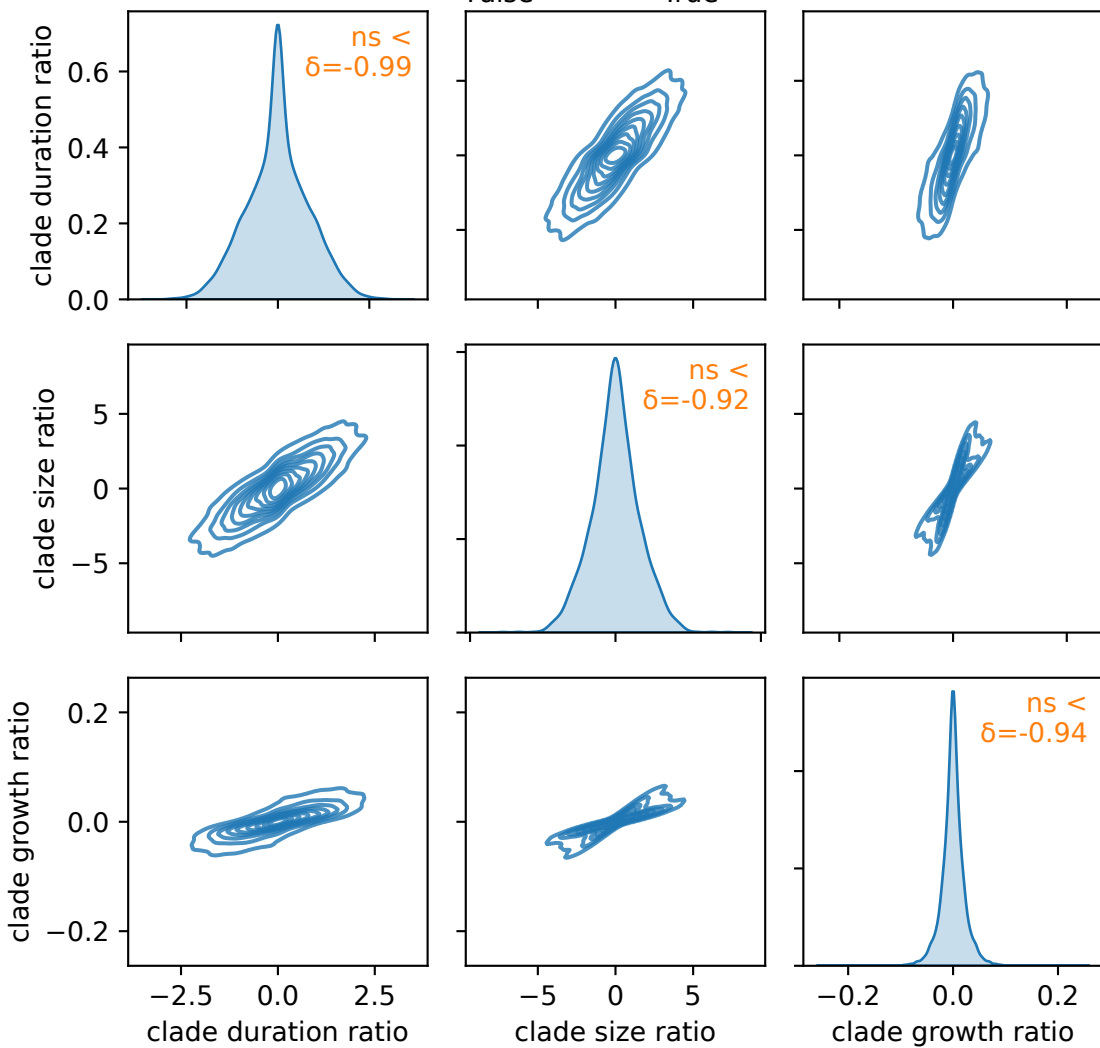 clade duration ratio
0.6
0.4
0.2
0.0
ns <
δ=-0.99
clade size ratio
5
0
−5
ns <
δ=-0.92
clade growth ratio
0.2
0.0
−0.2
ns <
δ=-0.94
−2.5 0.0 2.5
−5 0 5
−0.2 0.0 0.2
clade duration ratio
clade size ratio
clade growth ratio